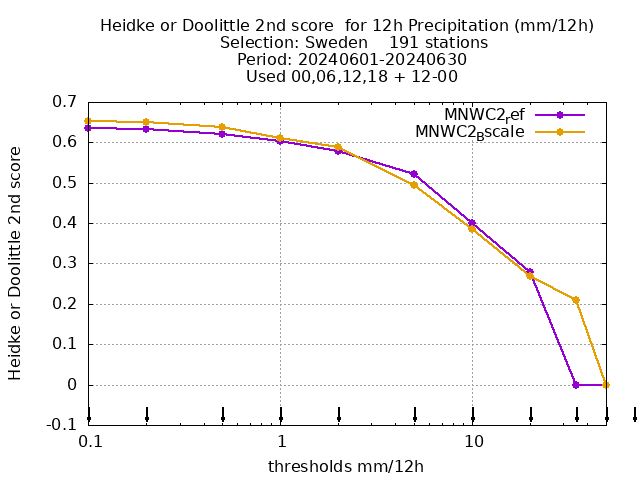 Heidke or Doolittle 2nd score  for 12h Precipitation (mm/12h)
Selection: Sweden    191 stations
Period: 20240601-20240630
Used 00,06,12,18 + 12-00
MNWC2_ref
MNWC2_Bscale
Heidke or Doolittle 2nd score
0.7
0.6
0.5
0.4
0.3
0.2
0.1
0
-0.1
0.1 1 10
thresholds mm/12h